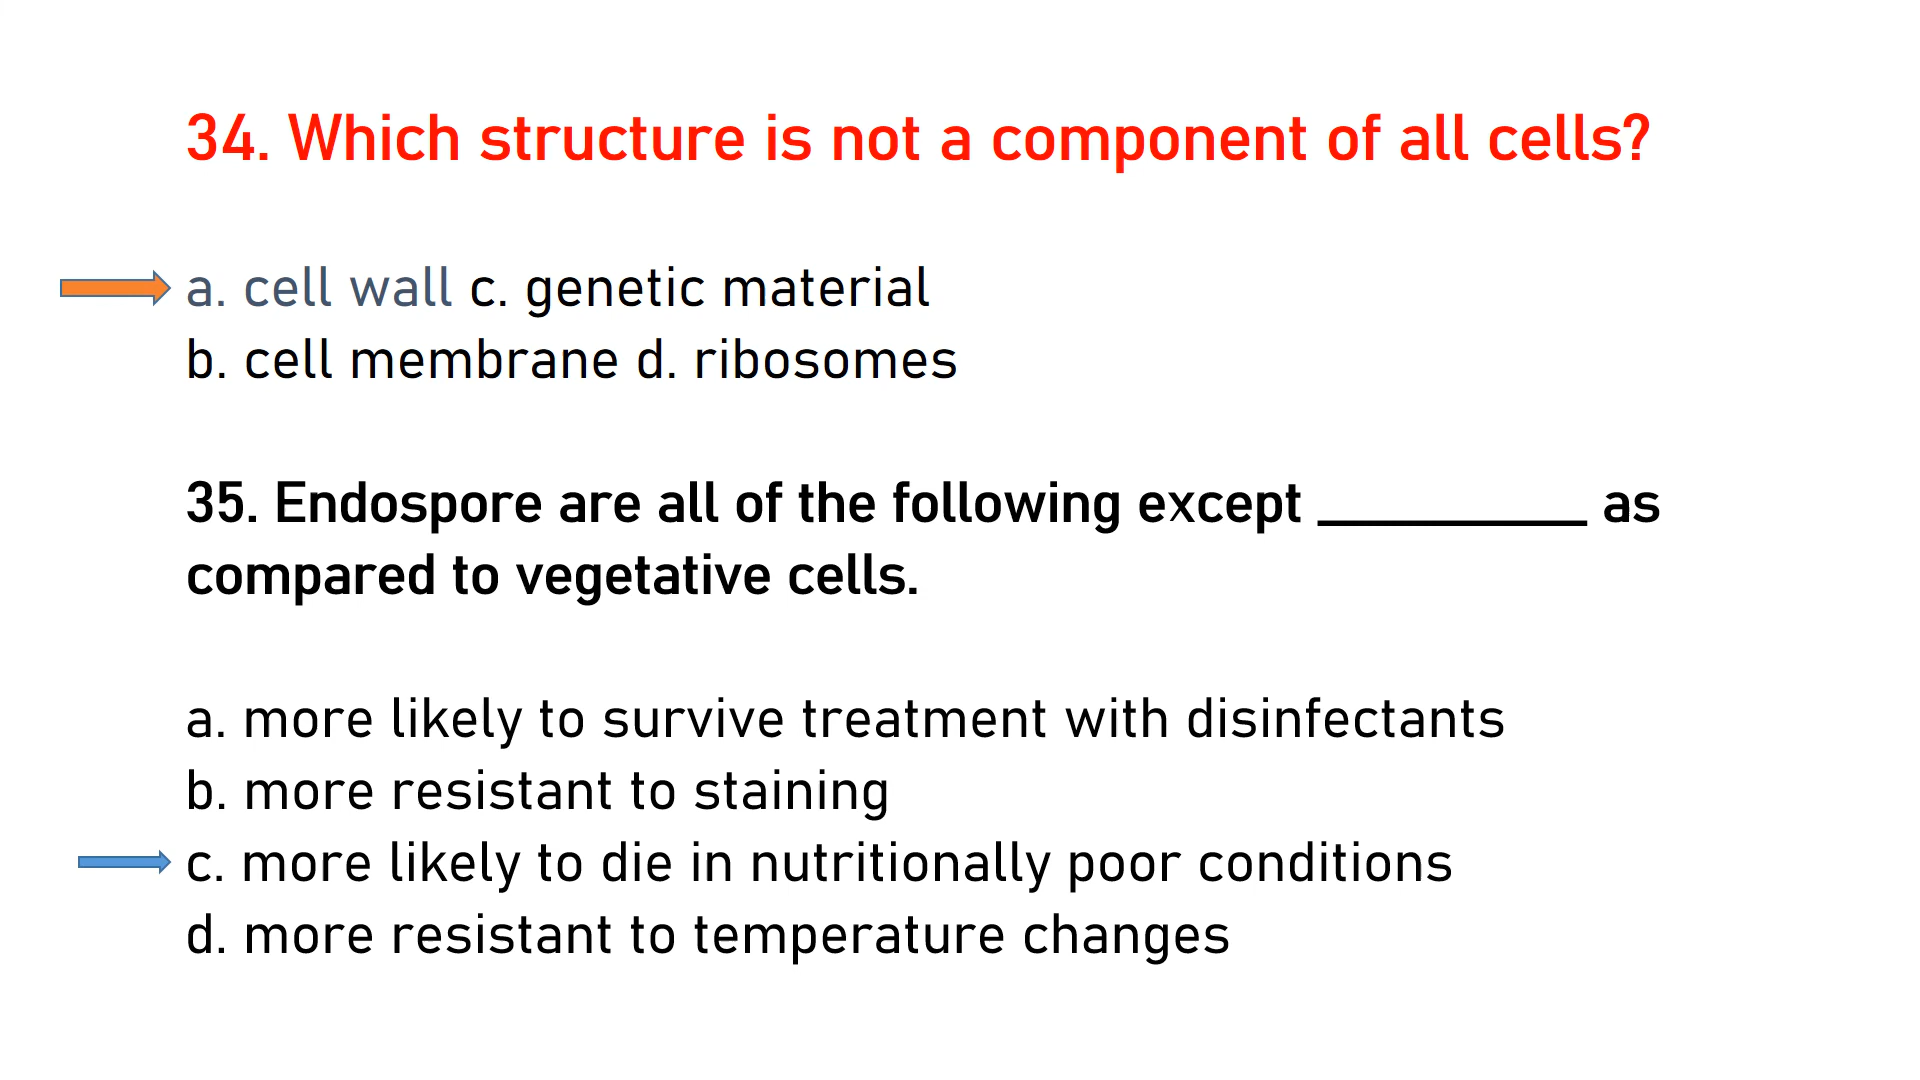 34. Which structure is not a component of all cells?
a. cell wall c. genetic material
b. cell membrane d. ribosomes
35. Endospore are all of the following except __________ as
compared to vegetative cells.
a. more likely to survive treatment with disinfectants
b. more resistant to staining
c. more likely to die in nutritionally poor conditions
d. more resistant to temperature changes